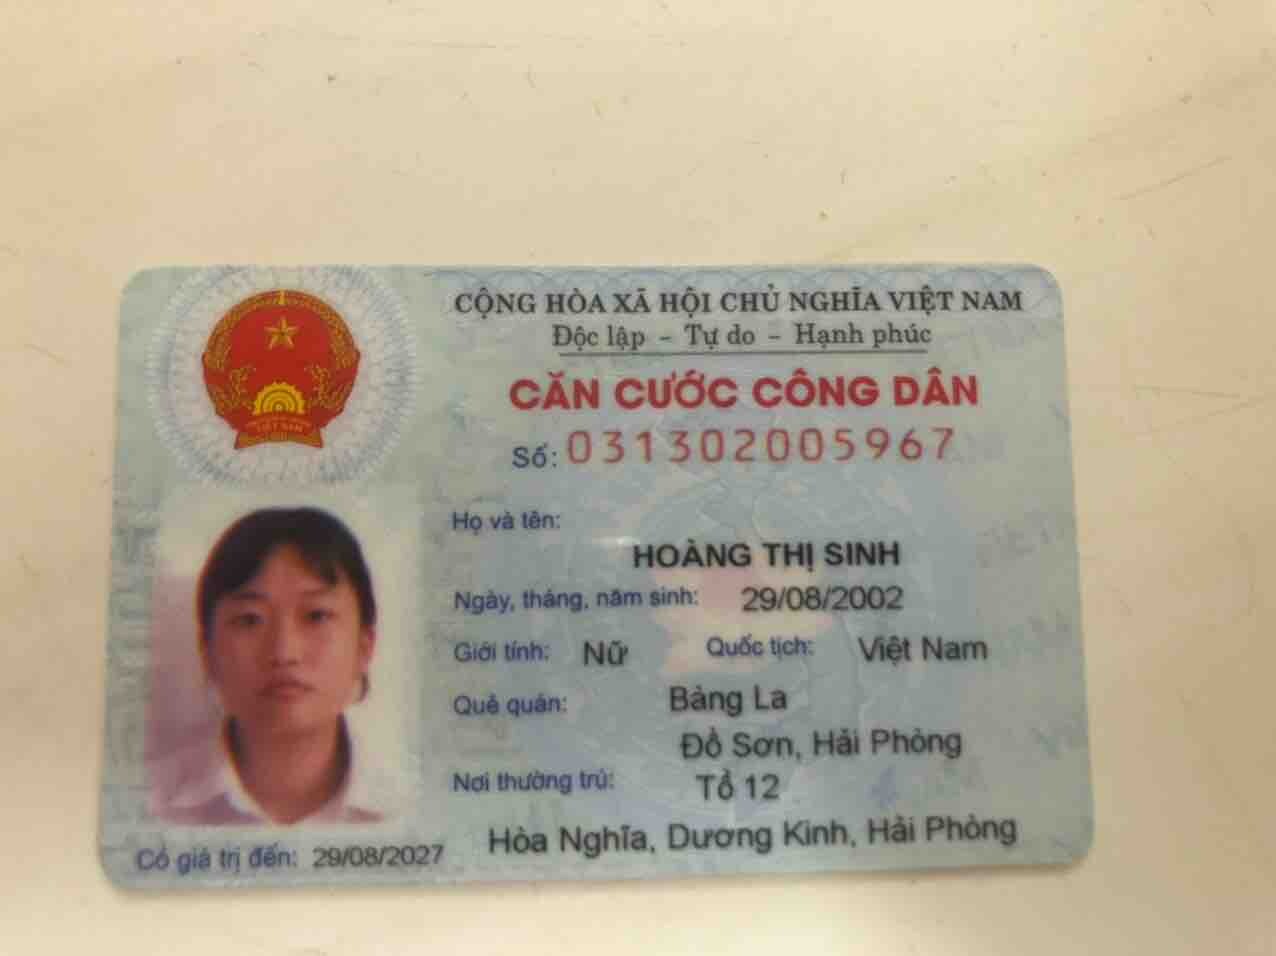 CỘNG HÒA XÃ HỘI CHỦ NGHĨA VIỆT NAM
Độc lập – Tự do – Hạnh phúc
CĂN CƯỚC CÔNG DÂN
Số: 031302005967
Họ và tên:
HOÀNG THỊ SINH
Ngày, tháng, năm sinh: 29/08/2002
Giới tính: Nữ Quốc tịch: Việt Nam
Quê quán: Bàng La
Đồ Sơn, Hải Phòng
Nơi thường trú: Tổ 12
Hòa Nghĩa, Dương Kinh, Hải Phòng
Có giá trị đến: 29/08/2027